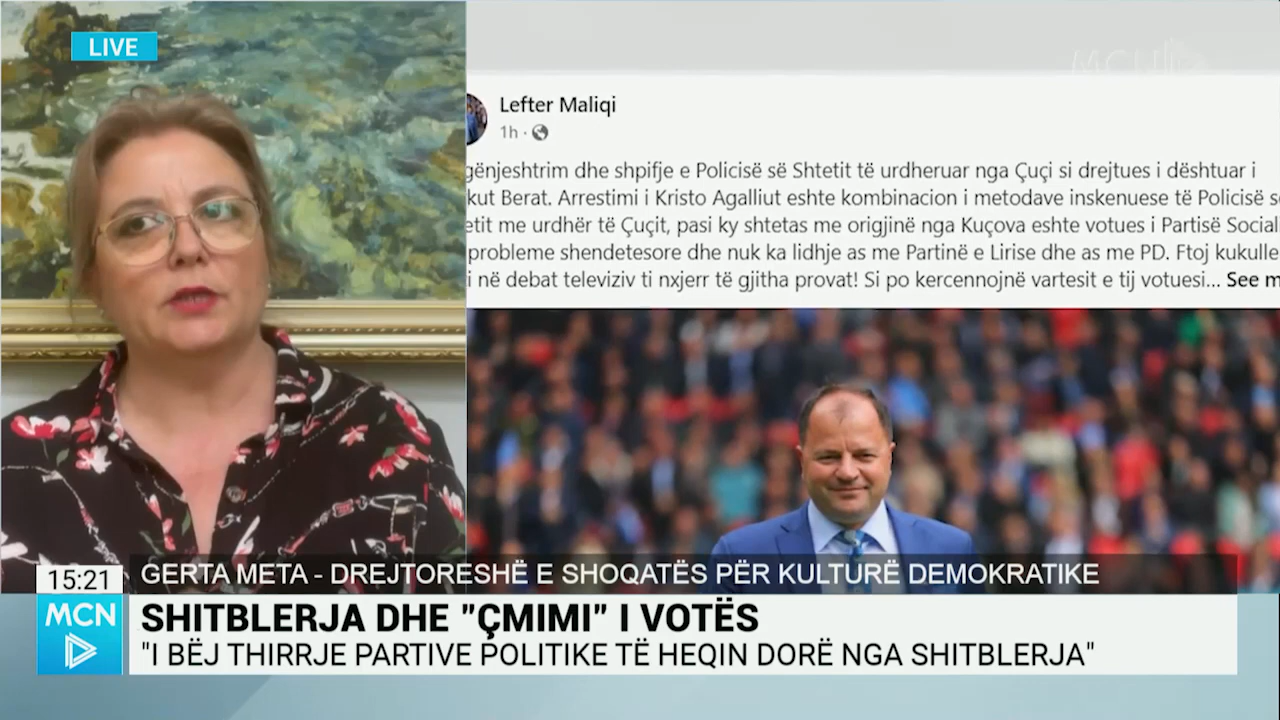 LIVE
Lefter Maliqi
1h
gënjeshtrim dhe shpifje e Policisë së Shtetit të urdheruar nga Çuçi si drejtues i dështuar i
kut Berat. Arrestimi i Kristo Agalliut eshte kombinacion i metodave inskenuese të Policisë së
etit me urdhër të Çuçit, pasi ky shtetas me origjinë nga Kuçova eshte votues i Partisë Social
probleme shendetesore dhe nuk ka lidhje as me Partinë e Lirise dhe as me PD. Ftoj kukulle
i në debat televiziv ti nxjerr të gjitha provat! Si po kercennojnë vartesit e tij votuesi... See m
15:21
GERTA META - DREJTORESHË E SHOQATËS PËR KULTURË DEMOKRATIKE
MCN
SHITBLERJA DHE "ÇMIMI" I VOTËS
"I BËJ THIRRJE PARTIVE POLITIKE TË HEQIN DORË NGA SHITBLERJA"